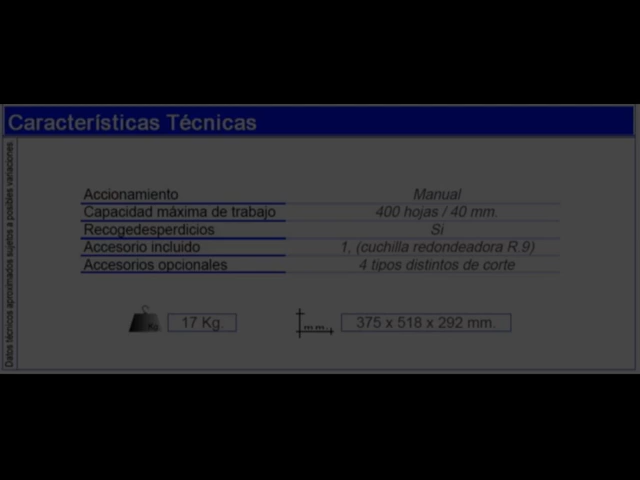 Características Técnicas
Datos técnicos aproximados sujetos a posibles variaciones
Accionamiento Manual
Capacidad máxima de trabajo 400 hojas / 40 mm.
Recogedesperdicios Si
Accesorio incluido 1, (cuchilla redondeadora R.9)
Accesorios opcionales 4 tipos distintos de corte
Kg. 17 Kg. m.m. 375 x 518 x 292 mm.